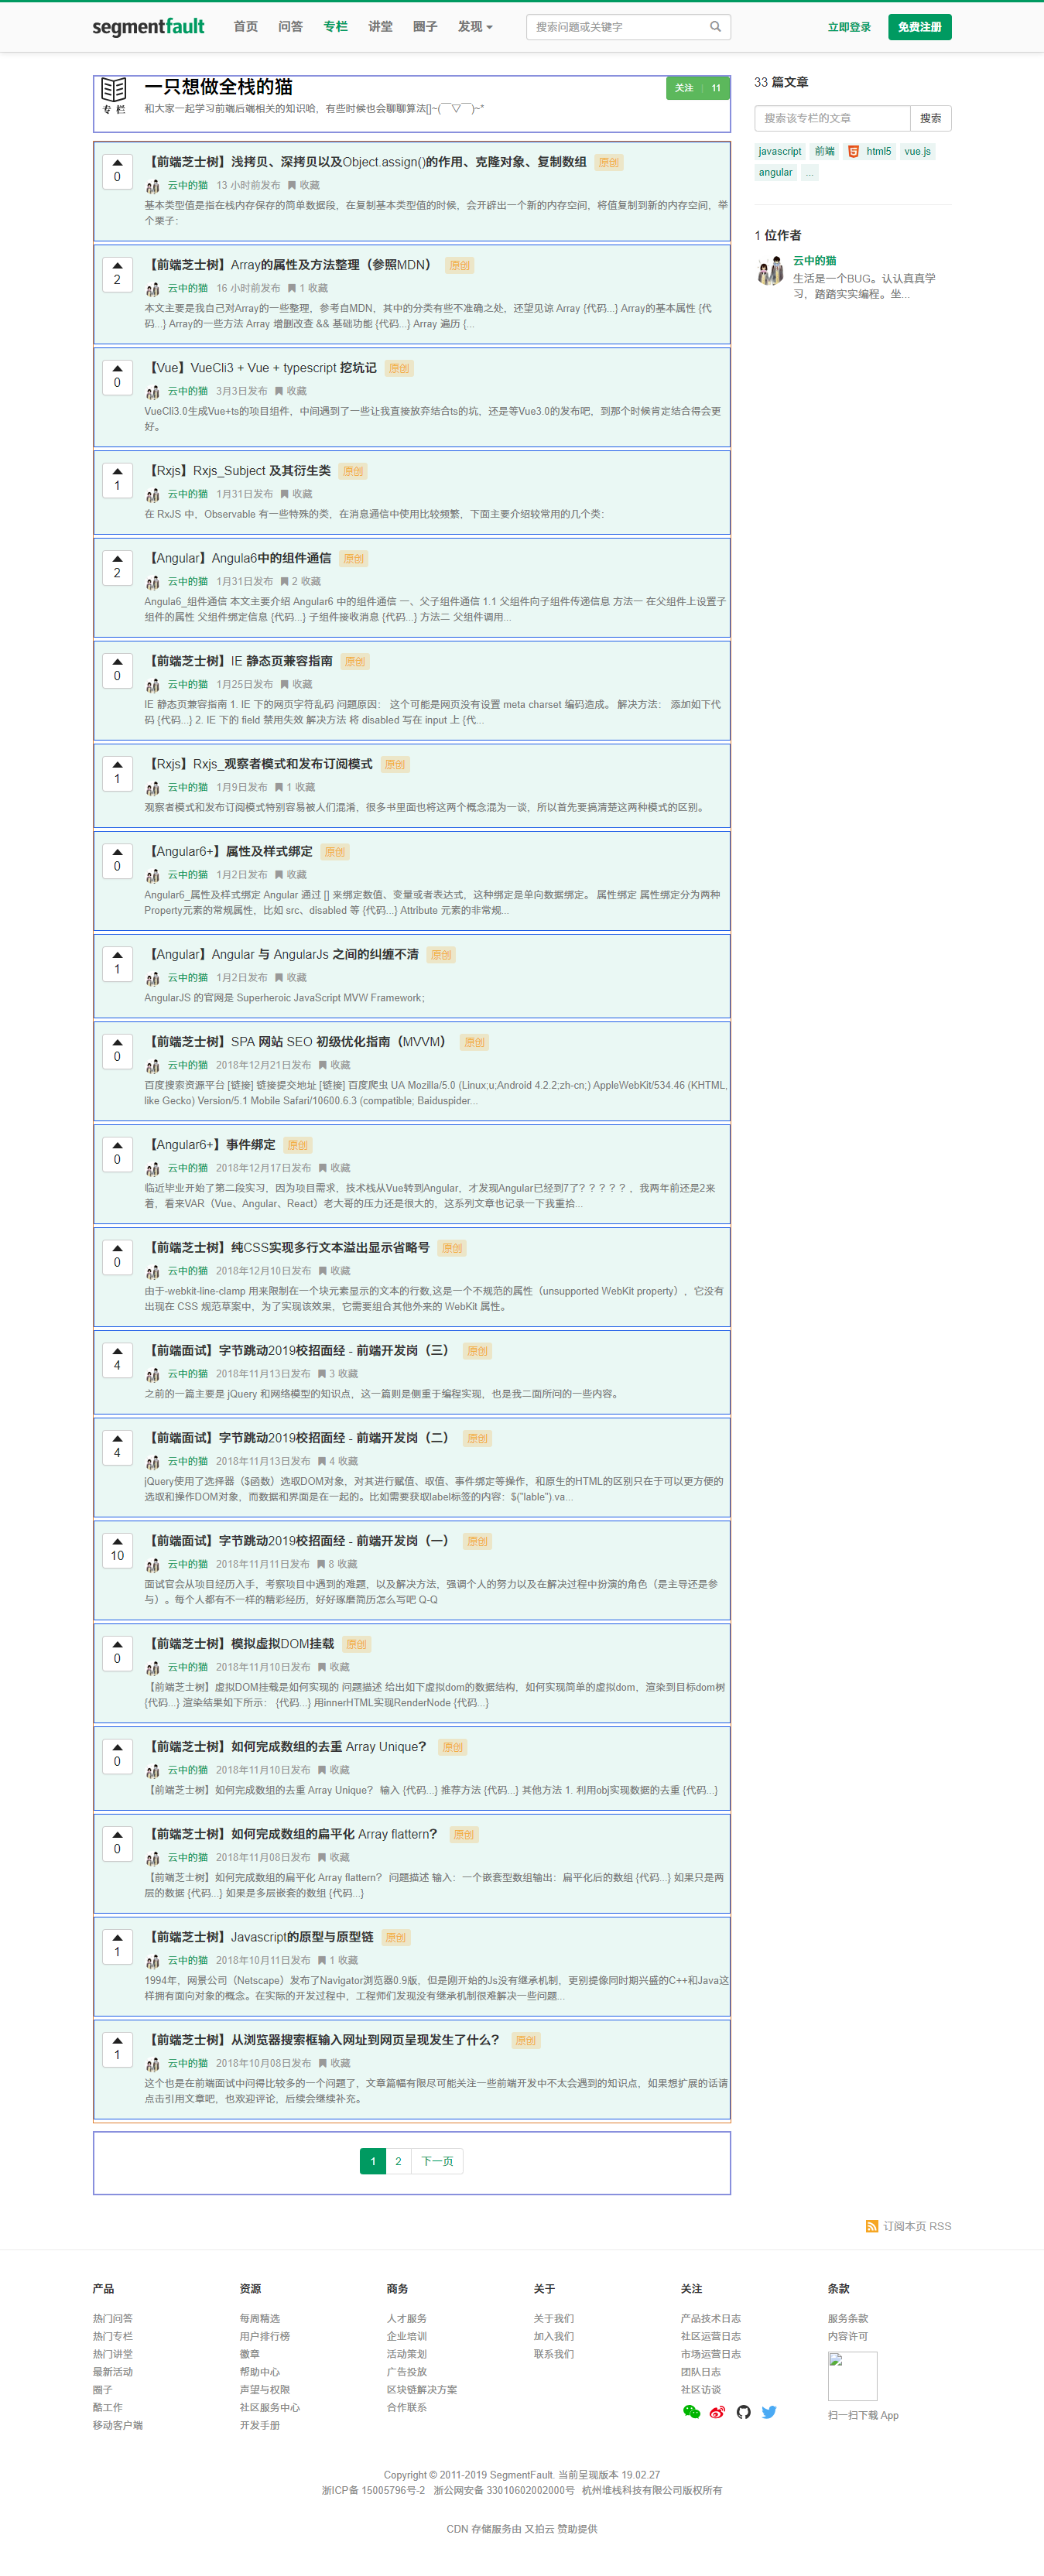 segmentfault 首页 问答 专栏 讲堂 圈子 发现 搜索问题或关键字 立即登录 免费注册
专 栏
一只想做全栈的猫
和大家一起学习前端后端相关的知识哈，有些时候也会聊聊算法[]~(￣▽￣)~*
关注 | 11
0
【前端芝士树】浅拷贝、深拷贝以及Object.assign()的作用、克隆对象、复制数组 原创
云中的猫 13 小时前发布 收藏
基本类型值是指在栈内存保存的简单数据段，在复制基本类型值的时候，会开辟出一个新的内存空间，将值复制到新的内存空间，举
个栗子：
2
【前端芝士树】Array的属性及方法整理（参照MDN） 原创
云中的猫 16 小时前发布 1 收藏
本文主要是我自己对Array的一些整理，参考自MDN，其中的分类有些不准确之处，还望见谅 Array {代码...} Array的基本属性 {代
码...} Array的一些方法 Array 增删改查 && 基础功能 {代码...} Array 遍历 {...
0
【Vue】VueCli3 + Vue + typescript 挖坑记 原创
云中的猫 3月3日发布 收藏
VueCli3.0生成Vue+ts的项目组件，中间遇到了一些让我直接放弃结合ts的坑，还是等Vue3.0的发布吧，到那个时候肯定结合得会更
好。
1
【Rxjs】Rxjs_Subject 及其衍生类 原创
云中的猫 1月31日发布 收藏
在 RxJS 中，Observable 有一些特殊的类，在消息通信中使用比较频繁，下面主要介绍较常用的几个类：
2
【Angular】Angula6中的组件通信 原创
云中的猫 1月31日发布 2 收藏
Angula6_组件通信 本文主要介绍 Angular6 中的组件通信 一、父子组件通信 1.1 父组件向子组件传递信息 方法一 在父组件上设置子
组件的属性 父组件绑定信息 {代码...} 子组件接收消息 {代码...} 方法二 父组件调用...
0
【前端芝士树】IE 静态页兼容指南 原创
云中的猫 1月25日发布 收藏
IE 静态页兼容指南 1. IE 下的网页字符乱码 问题原因： 这个可能是网页没有设置 meta charset 编码造成。 解决方法： 添加如下代
码 {代码...} 2. IE 下的 field 禁用失效 解决方法 将 disabled 写在 input 上 {代...
1
【Rxjs】Rxjs_观察者模式和发布订阅模式 原创
云中的猫 1月9日发布 1 收藏
观察者模式和发布订阅模式特别容易被人们混淆，很多书里面也将这两个概念混为一谈，所以首先要搞清楚这两种模式的区别。
0
【Angular6+】属性及样式绑定 原创
云中的猫 1月2日发布 收藏
Angular6_属性及样式绑定 Angular 通过 [] 来绑定数值、变量或者表达式，这种绑定是单向数据绑定。 属性绑定 属性绑定分为两种
Property元素的常规属性，比如 src、disabled 等 {代码...} Attribute 元素的非常规...
1
【Angular】Angular 与 AngularJs 之间的纠缠不清 原创
云中的猫 1月2日发布 收藏
AngularJS 的官网是 Superheroic JavaScript MVW Framework；
0
【前端芝士树】SPA 网站 SEO 初级优化指南（MVVM） 原创
云中的猫 2018年12月21日发布 收藏
百度搜索资源平台 [链接] 链接提交地址 [链接] 百度爬虫 UA Mozilla/5.0 (Linux;u;Android 4.2.2;zh-cn;) AppleWebKit/534.46 (KHTML,
like Gecko) Version/5.1 Mobile Safari/10600.6.3 (compatible; Baiduspider...
0
【Angular6+】事件绑定 原创
云中的猫 2018年12月17日发布 收藏
临近毕业开始了第二段实习，因为项目需求，技术栈从Vue转到Angular，才发现Angular已经到7了？？？？？，我两年前还是2来
着，看来VAR（Vue、Angular、React）老大哥的压力还是很大的，这系列文章也记录一下我重拾...
0
【前端芝士树】纯CSS实现多行文本溢出显示省略号 原创
云中的猫 2018年12月10日发布 收藏
由于-webkit-line-clamp 用来限制在一个块元素显示的文本的行数,这是一个不规范的属性（unsupported WebKit property），它没有
出现在 CSS 规范草案中，为了实现该效果，它需要组合其他外来的 WebKit 属性。
4
【前端面试】字节跳动2019校招面经 - 前端开发岗（三） 原创
云中的猫 2018年11月13日发布 3 收藏
之前的一篇主要是 jQuery 和网络模型的知识点，这一篇则是侧重于编程实现，也是我二面所问的一些内容。
4
【前端面试】字节跳动2019校招面经 - 前端开发岗（二） 原创
云中的猫 2018年11月13日发布 4 收藏
jQuery使用了选择器（$函数）选取DOM对象，对其进行赋值、取值、事件绑定等操作，和原生的HTML的区别只在于可以更方便的
选取和操作DOM对象，而数据和界面是在一起的。比如需要获取label标签的内容：$("lable").va...
10
【前端面试】字节跳动2019校招面经 - 前端开发岗（一） 原创
云中的猫 2018年11月11日发布 8 收藏
面试官会从项目经历入手，考察项目中遇到的难题，以及解决方法，强调个人的努力以及在解决过程中扮演的角色（是主导还是参
与）。每个人都有不一样的精彩经历，好好琢磨简历怎么写吧 Q-Q
0
【前端芝士树】模拟虚拟DOM挂载 原创
云中的猫 2018年11月10日发布 收藏
【前端芝士树】虚拟DOM挂载是如何实现的 问题描述 给出如下虚拟dom的数据结构，如何实现简单的虚拟dom，渲染到目标dom树
{代码...} 渲染结果如下所示： {代码...} 用innerHTML实现RenderNode {代码...}
0
【前端芝士树】如何完成数组的去重 Array Unique？ 原创
云中的猫 2018年11月10日发布 收藏
【前端芝士树】如何完成数组的去重 Array Unique？ 输入 {代码...} 推荐方法 {代码...} 其他方法 1. 利用obj实现数据的去重 {代码...}
0
【前端芝士树】如何完成数组的扁平化 Array flattern？ 原创
云中的猫 2018年11月08日发布 收藏
【前端芝士树】如何完成数组的扁平化 Array flattern？ 问题描述 输入：一个嵌套型数组输出：扁平化后的数组 {代码...} 如果只是两
层的数据 {代码...} 如果是多层嵌套的数组 {代码...}
1
【前端芝士树】Javascript的原型与原型链 原创
云中的猫 2018年10月11日发布 1 收藏
1994年，网景公司（Netscape）发布了Navigator浏览器0.9版，但是刚开始的Js没有继承机制，更别提像同时期兴盛的C++和Java这
样拥有面向对象的概念。在实际的开发过程中，工程师们发现没有继承机制很难解决一些问题...
1
【前端芝士树】从浏览器搜索框输入网址到网页呈现发生了什么？ 原创
云中的猫 2018年10月08日发布 收藏
这个也是在前端面试中问得比较多的一个问题了，文章篇幅有限尽可能关注一些前端开发中不太会遇到的知识点，如果想扩展的话请
点击引用文章吧，也欢迎评论，后续会继续补充。
1 2 下一页
33 篇文章
搜索该专栏的文章 搜索
javascript 前端 html5 vue.js
angular ...
1 位作者
云中的猫
生活是一个BUG。认认真真学
习，踏踏实实编程。坐...
订阅本页 RSS
产品
热门问答
热门专栏
热门讲堂
最新活动
圈子
酷工作
移动客户端
资源
每周精选
用户排行榜
徽章
帮助中心
声望与权限
社区服务中心
开发手册
商务
人才服务
企业培训
活动策划
广告投放
区块链解决方案
合作联系
关于
关于我们
加入我们
联系我们
关注
产品技术日志
社区运营日志
市场运营日志
团队日志
社区访谈
条款
服务条款
内容许可
扫一扫下载 App
Copyright © 2011-2019 SegmentFault. 当前呈现版本 19.02.27
浙ICP备 15005796号-2 浙公网安备 33010602002000号 杭州堆栈科技有限公司版权所有
CDN 存储服务由 又拍云 赞助提供